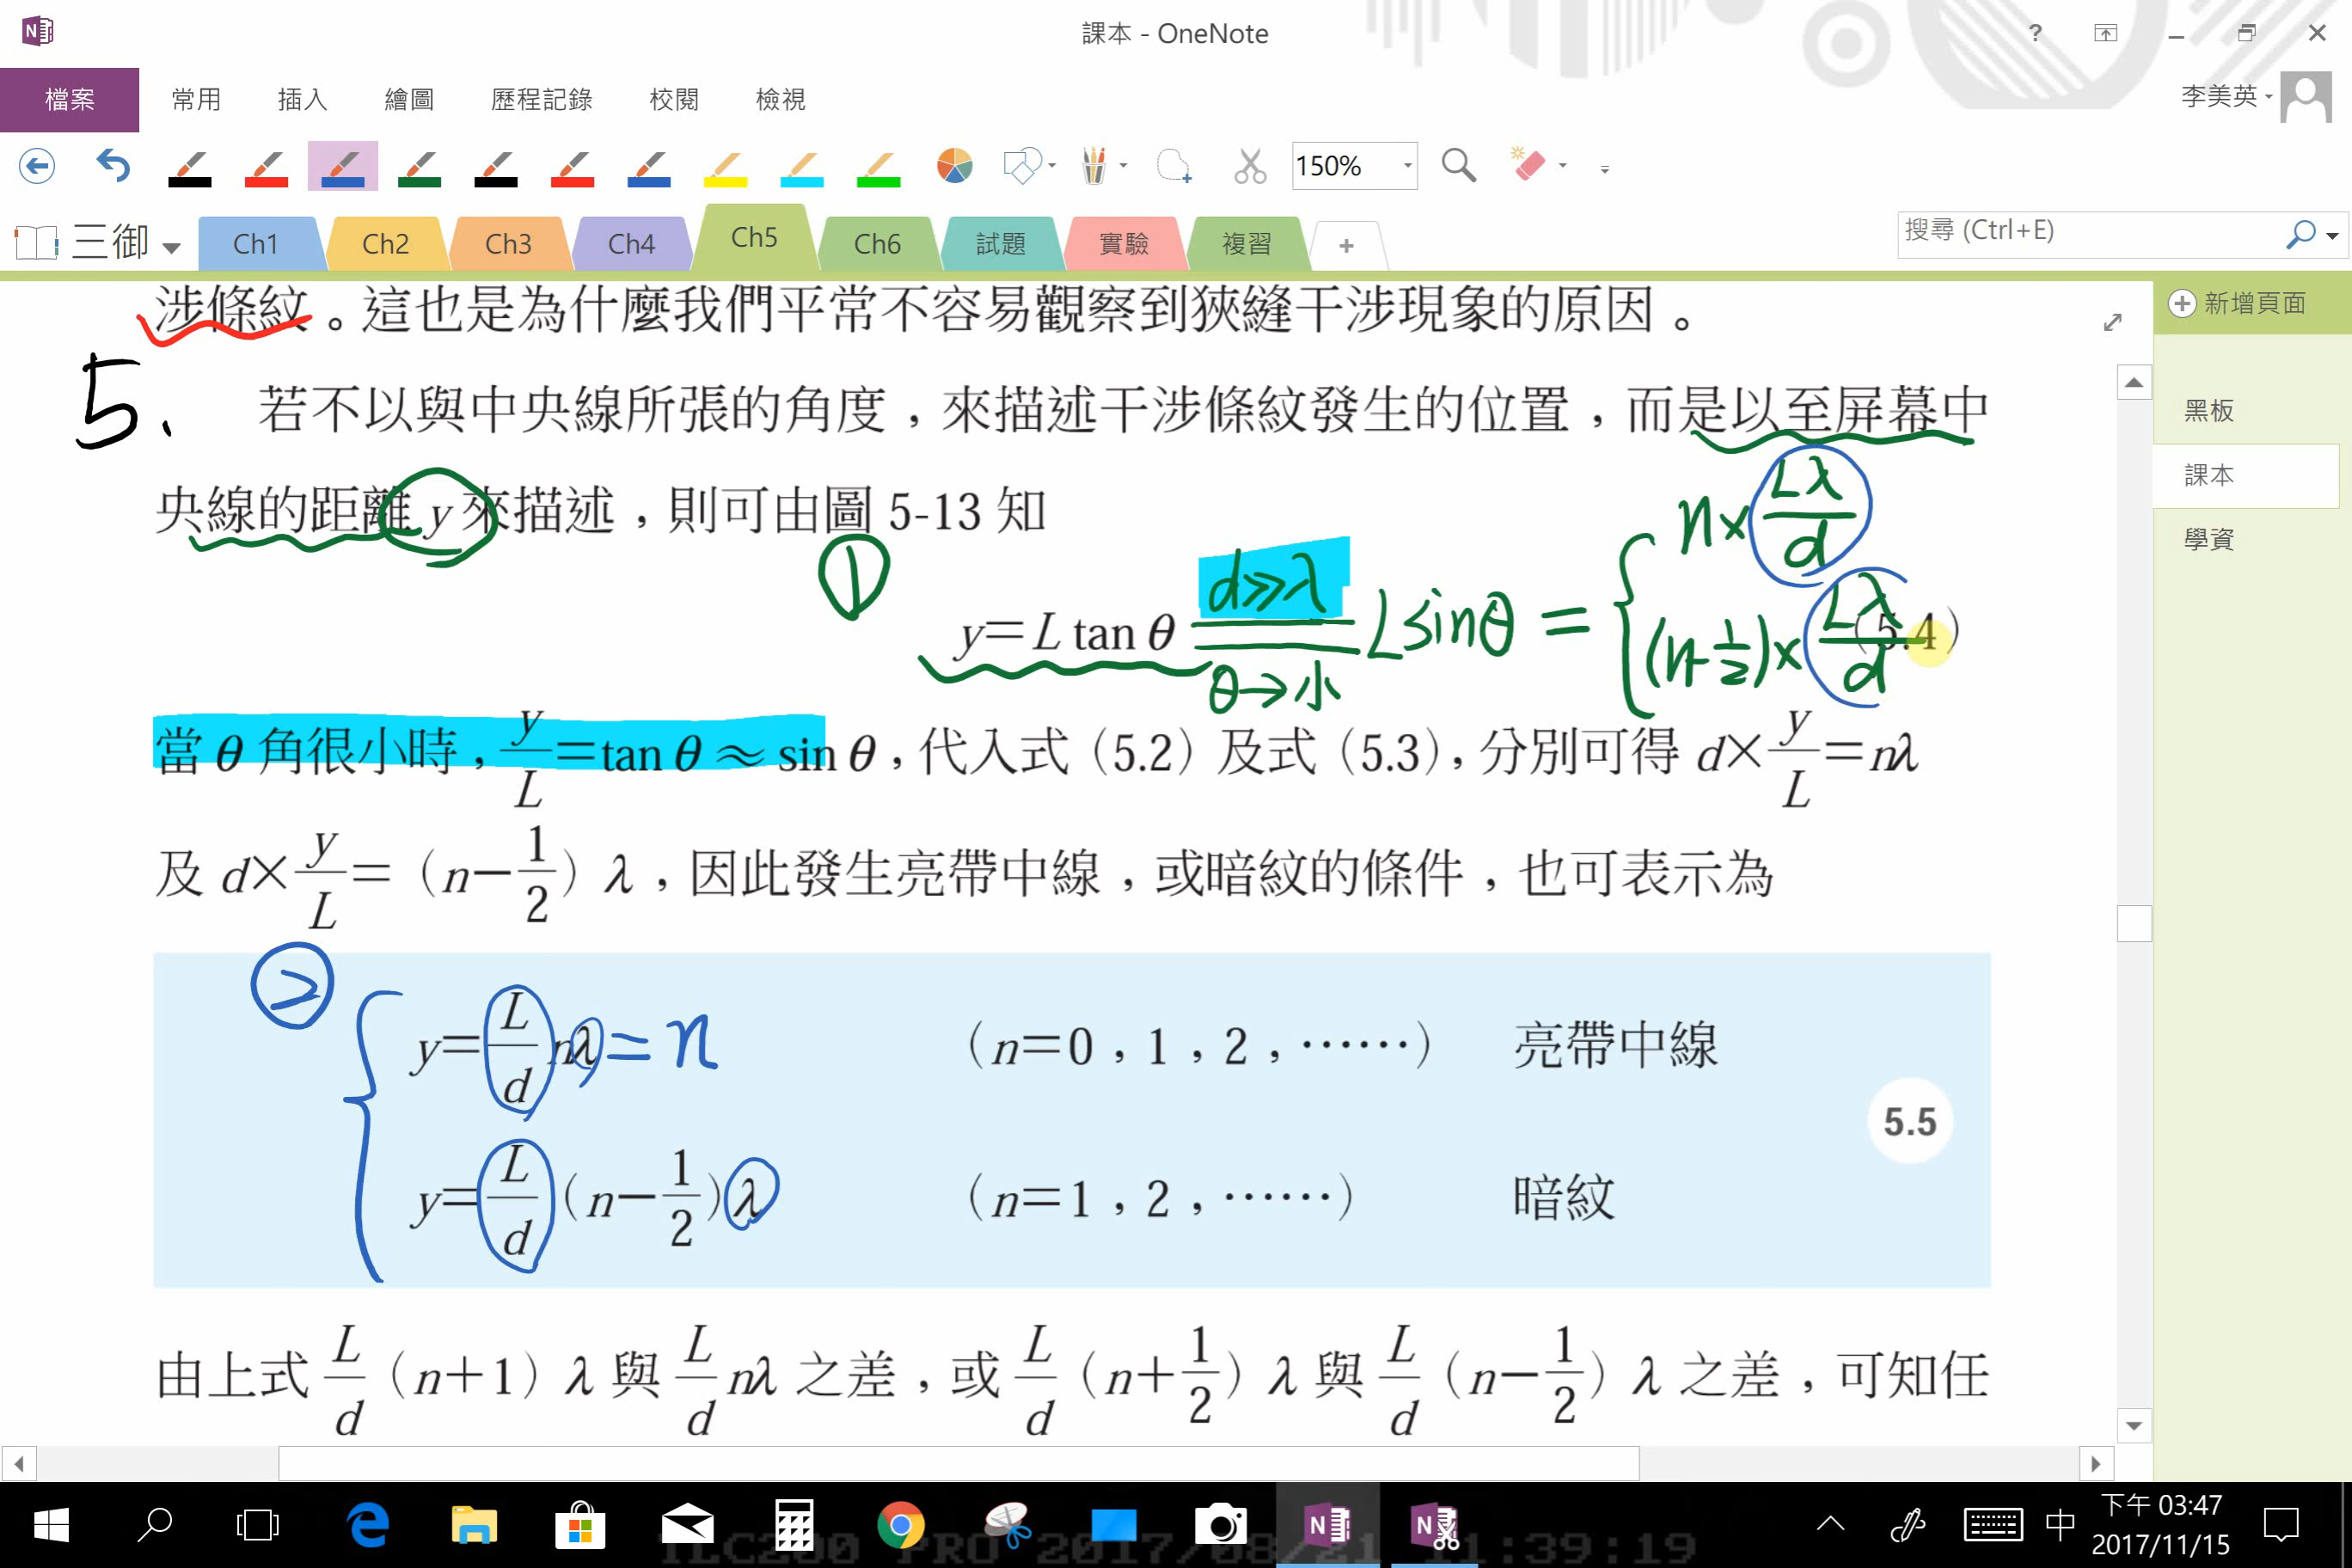 課本 - OneNote
?
檔案 常用 插入 繪圖 歷程記錄 校閱 檢視
李美英
150%
三御 Ch1 Ch2 Ch3 Ch4 Ch5 Ch6 試題 實驗 複習 +
搜尋 (Ctrl+E)
新增頁面
黑板
課本
學資
涉條紋。這也是為什麼我們平常不容易觀察到狹縫干涉現象的原因。
5.
若不以與中央線所張的角度，來描述干涉條紋發生的位置，而是以至屏幕中
央線的距離 y 來描述，則可由圖 5-13 知
① y=L tan θ d≫λ θ→小 L sinθ = { n×Lλ/d (n-1/2)×Lλ/d (5.4)
當 θ 角很小時，y/L=tan θ≈sin θ，代入式（5.2）及式（5.3），分別可得 d×y/L=nλ
及 d×y/L=（n−1/2）λ，因此發生亮帶中線，或暗紋的條件，也可表示為
②
y=L/d nλ = n （n=0，1，2，⋯⋯） 亮帶中線
5.5
y=L/d（n−1/2）λ （n=1，2，⋯⋯） 暗紋
由上式 L/d（n+1）λ 與 L/d nλ 之差，或 L/d（n+1/2）λ 與 L/d（n−1/2）λ 之差，可知任
中
下午 03:47
2017/11/15
ILC200 PRO 2017/08/21 11:39:19